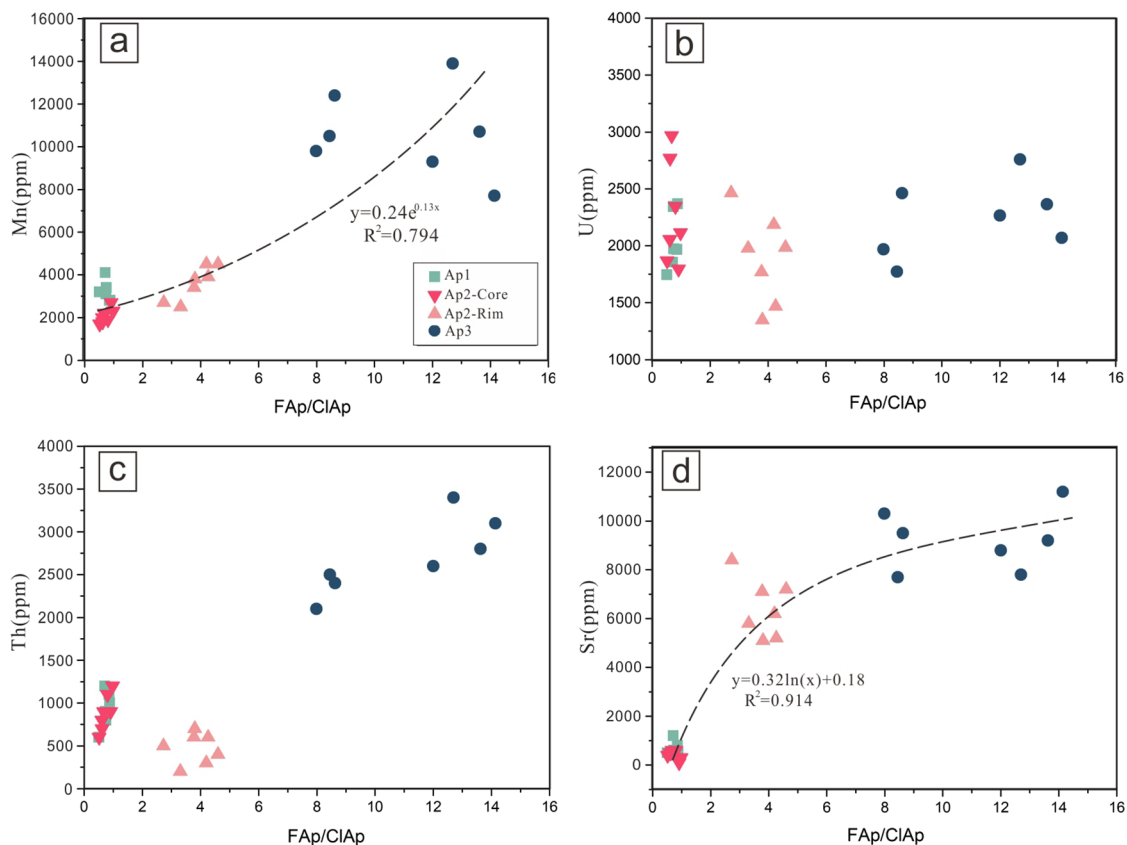 a
16000
14000
12000
10000
8000
6000
4000
2000
0
Mn(ppm)
y=0.24e^0.13x
R²=0.794
Ap1
Ap2-Core
Ap2-Rim
Ap3
0 2 4 6 8 10 12 14 16
FAp/ClAp
b
4000
3500
3000
2500
2000
1500
1000
U(ppm)
0 2 4 6 8 10 12 14 16
FAp/ClAp
c
4000
3500
3000
2500
2000
1500
1000
500
0
Th(ppm)
0 2 4 6 8 10 12 14 16
FAp/ClAp
d
12000
10000
8000
6000
4000
2000
0
Sr(ppm)
y=0.32ln(x)+0.18
R²=0.914
0 2 4 6 8 10 12 14 16
FAp/ClAp